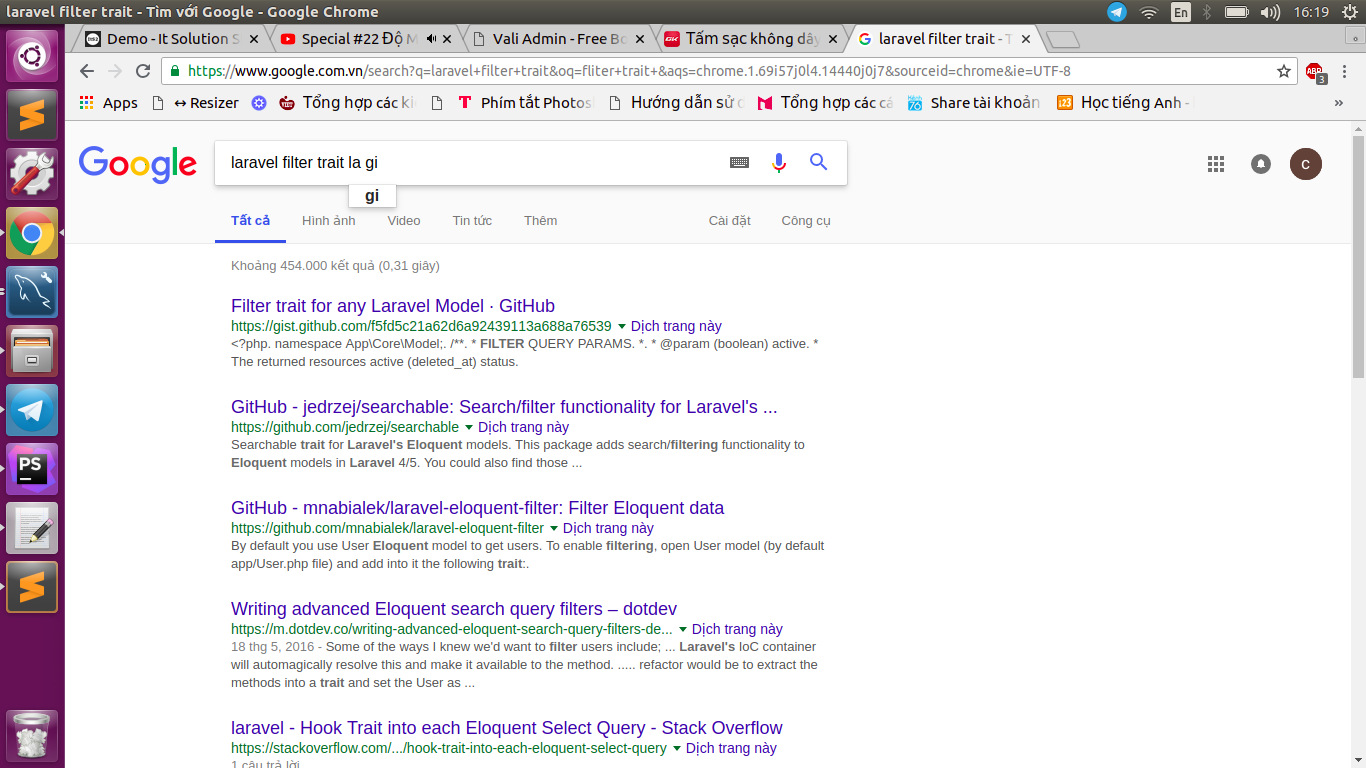 laravel filter trait - Tìm với Google - Google Chrome
En
16:19
Demo - It Solution S
Special #22 Độ M
Vali Admin - Free Bo
Tấm sạc không dây
laravel filter trait - T
https://www.google.com.vn/search?q=laravel+filter+trait&oq=fliter+trait+&aqs=chrome.1.69i57j0l4.14440j0j7&sourceid=chrome&ie=UTF-8
ABP
3
Apps
↔ Resizer
Tổng hợp các ki
Phím tắt Photos
Hướng dẫn sử d
Tổng hợp các cá
Share tài khoản
Học tiếng Anh -
»
Google
laravel filter trait la gi
gi
C
Tất cả
Hình ảnh
Video
Tin tức
Thêm
Cài đặt
Công cụ
Khoảng 454.000 kết quả (0,31 giây)
Filter trait for any Laravel Model · GitHub
https://gist.github.com/f5fd5c21a62d6a92439113a688a76539 Dịch trang này
<?php. namespace App\Core\Model;. /**. * FILTER QUERY PARAMS. *. * @param (boolean) active. *
The returned resources active (deleted_at) status.
GitHub - jedrzej/searchable: Search/filter functionality for Laravel's ...
https://github.com/jedrzej/searchable Dịch trang này
Searchable trait for Laravel's Eloquent models. This package adds search/filtering functionality to
Eloquent models in Laravel 4/5. You could also find those ...
GitHub - mnabialek/laravel-eloquent-filter: Filter Eloquent data
https://github.com/mnabialek/laravel-eloquent-filter Dịch trang này
By default you use User Eloquent model to get users. To enable filtering, open User model (by default
app/User.php file) and add into it the following trait:.
Writing advanced Eloquent search query filters – dotdev
https://m.dotdev.co/writing-advanced-eloquent-search-query-filters-de... Dịch trang này
18 thg 5, 2016 - Some of the ways I knew we'd want to filter users include; ... Laravel's IoC container
will automagically resolve this and make it available to the method. ..... refactor would be to extract the
methods into a trait and set the User as ...
laravel - Hook Trait into each Eloquent Select Query - Stack Overflow
https://stackoverflow.com/.../hook-trait-into-each-eloquent-select-query Dịch trang này
1 câu trả lời
PS